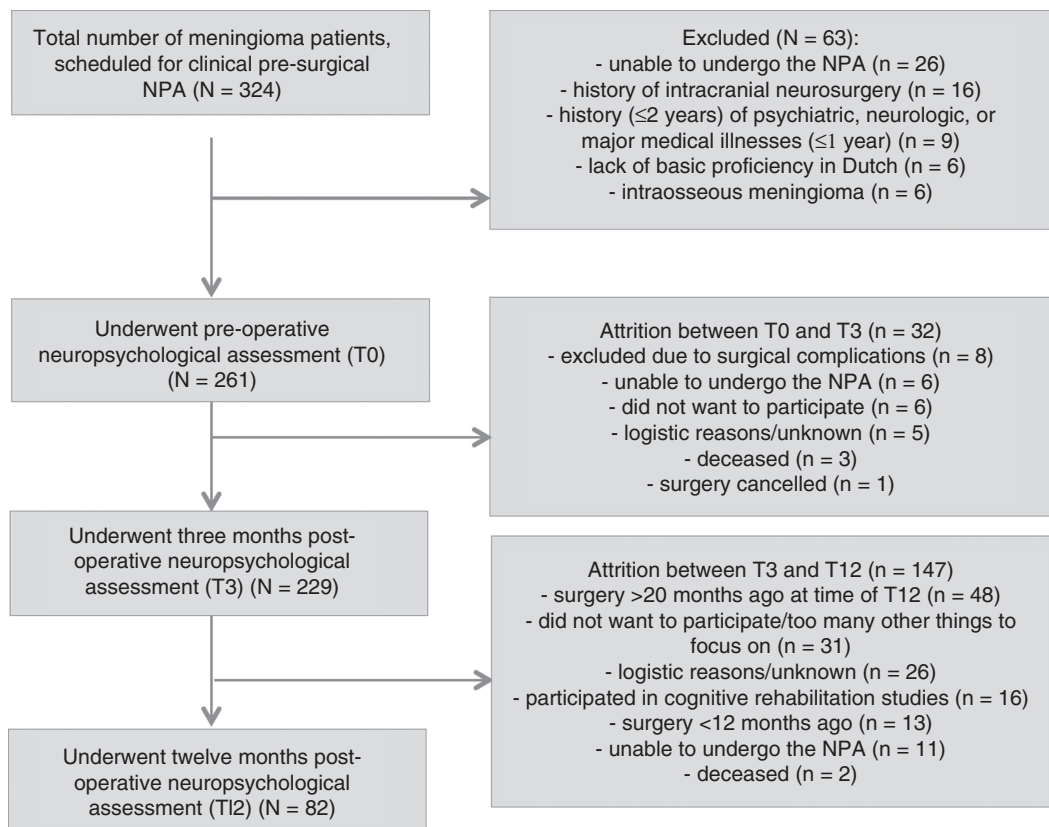 Total number of meningioma patients,
scheduled for clinical pre-surgical
NPA (N = 324)
Excluded (N = 63):
- unable to undergo the NPA (n = 26)
- history of intracranial neurosurgery (n = 16)
- history (≤2 years) of psychiatric, neurologic, or
major medical illnesses (≤1 year) (n = 9)
- lack of basic proficiency in Dutch (n = 6)
- intraosseous meningioma (n = 6)
Underwent pre-operative
neuropsychological assessment (T0)
(N = 261)
Attrition between T0 and T3 (n = 32)
- excluded due to surgical complications (n = 8)
- unable to undergo the NPA (n = 6)
- did not want to participate (n = 6)
- logistic reasons/unknown (n = 5)
- deceased (n = 3)
- surgery cancelled (n = 1)
Underwent three months post-
operative neuropsychological
assessment (T3) (N = 229)
Attrition between T3 and T12 (n = 147)
- surgery >20 months ago at time of T12 (n = 48)
- did not want to participate/too many other things to
focus on (n = 31)
- logistic reasons/unknown (n = 26)
- participated in cognitive rehabilitation studies (n = 16)
- surgery <12 months ago (n = 13)
- unable to undergo the NPA (n = 11)
- deceased (n = 2)
Underwent twelve months post-
operative neuropsychological
assessment (Tl2) (N = 82)